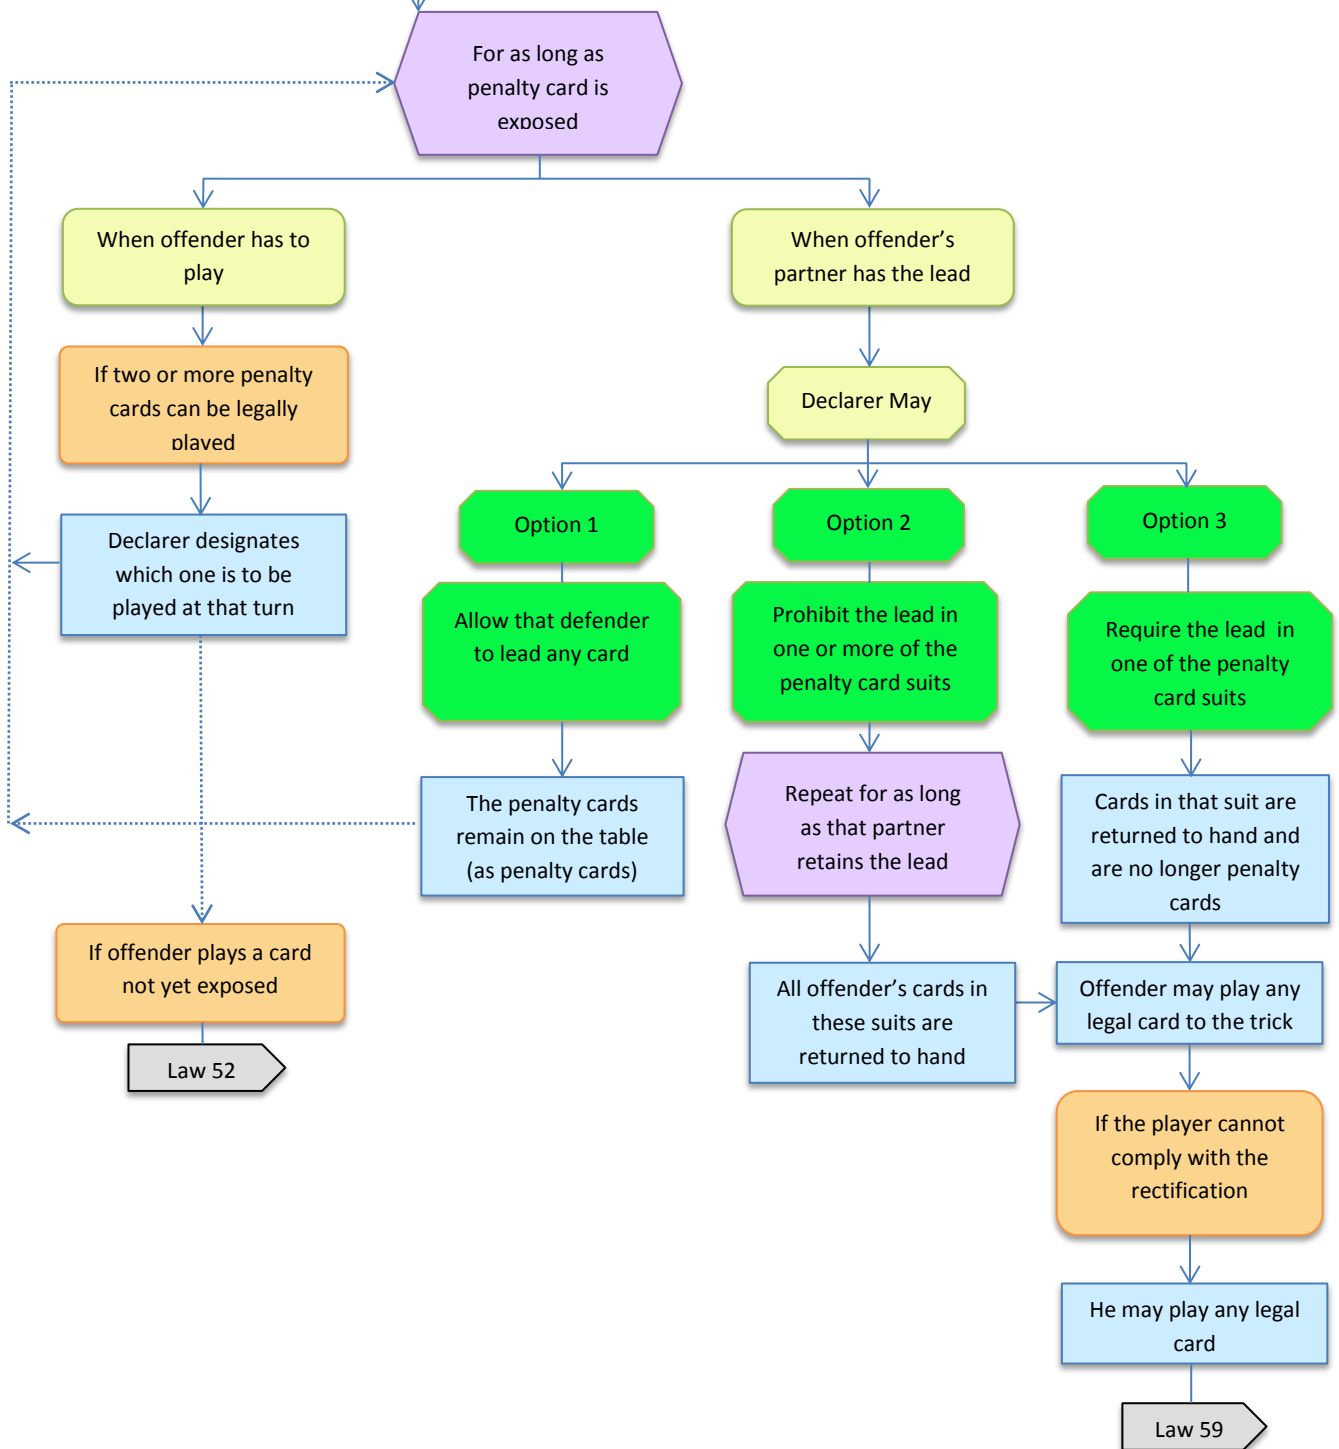 For as long as
penalty card is
exposed
When offender has to
play
When offender’s
partner has the lead
If two or more penalty
cards can be legally
played
Declarer May
Declarer designates
which one is to be
played at that turn
Option 1
Option 2
Option 3
Allow that defender
to lead any card
Prohibit the lead in
one or more of the
penalty card suits
Require the lead in
one of the penalty
card suits
The penalty cards
remain on the table
(as penalty cards)
Repeat for as long
as that partner
retains the lead
Cards in that suit are
returned to hand and
are no longer penalty
cards
If offender plays a card
not yet exposed
All offender’s cards in
these suits are
returned to hand
Offender may play any
legal card to the trick
Law 52
If the player cannot
comply with the
rectification
He may play any legal
card
Law 59